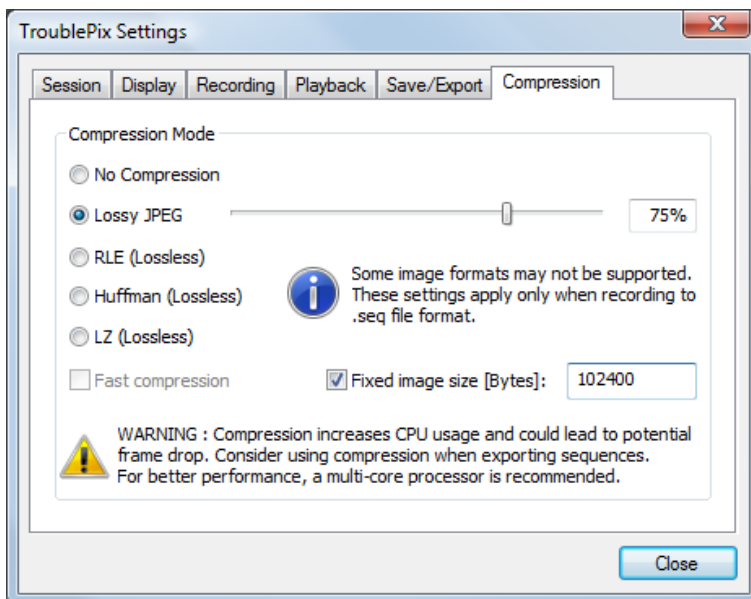 TroublePix Settings
Session Display Recording Playback Save/Export Compression
Compression Mode
No Compression
Lossy JPEG 75%
RLE (Lossless)
Huffman (Lossless)
LZ (Lossless)
Some image formats may not be supported.
These settings apply only when recording to
.seq file format.
Fast compression Fixed image size [Bytes]: 102400
WARNING : Compression increases CPU usage and could lead to potential
frame drop. Consider using compression when exporting sequences.
For better performance, a multi-core processor is recommended.
Close